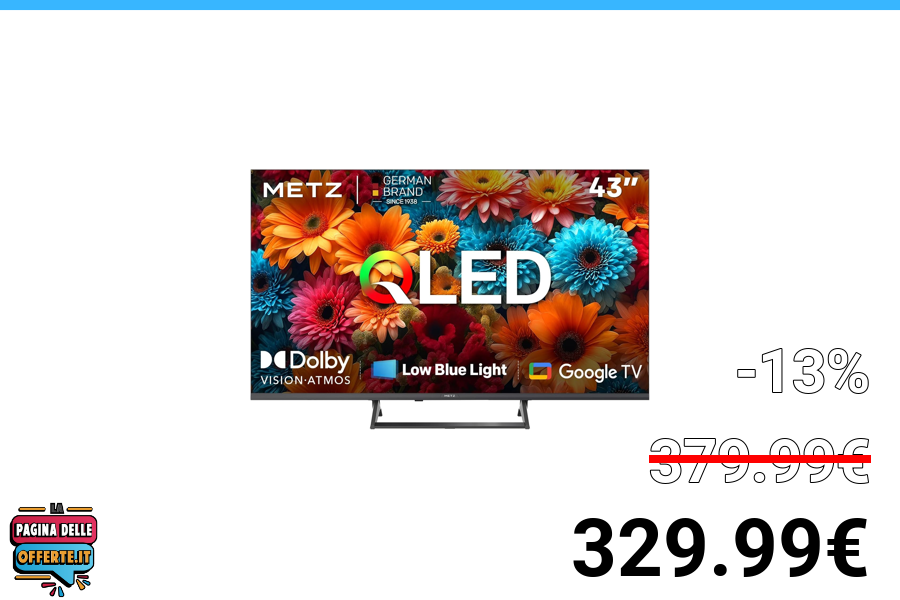 METZ
GERMAN
BRAND
SINCE 1938
43”
QLED
Dolby
VISION·ATMOS
Low Blue Light
Google TV
METZ
-13%
379.99€
329.99€
LA
PAGINA DELLE
OFFERTE.IT